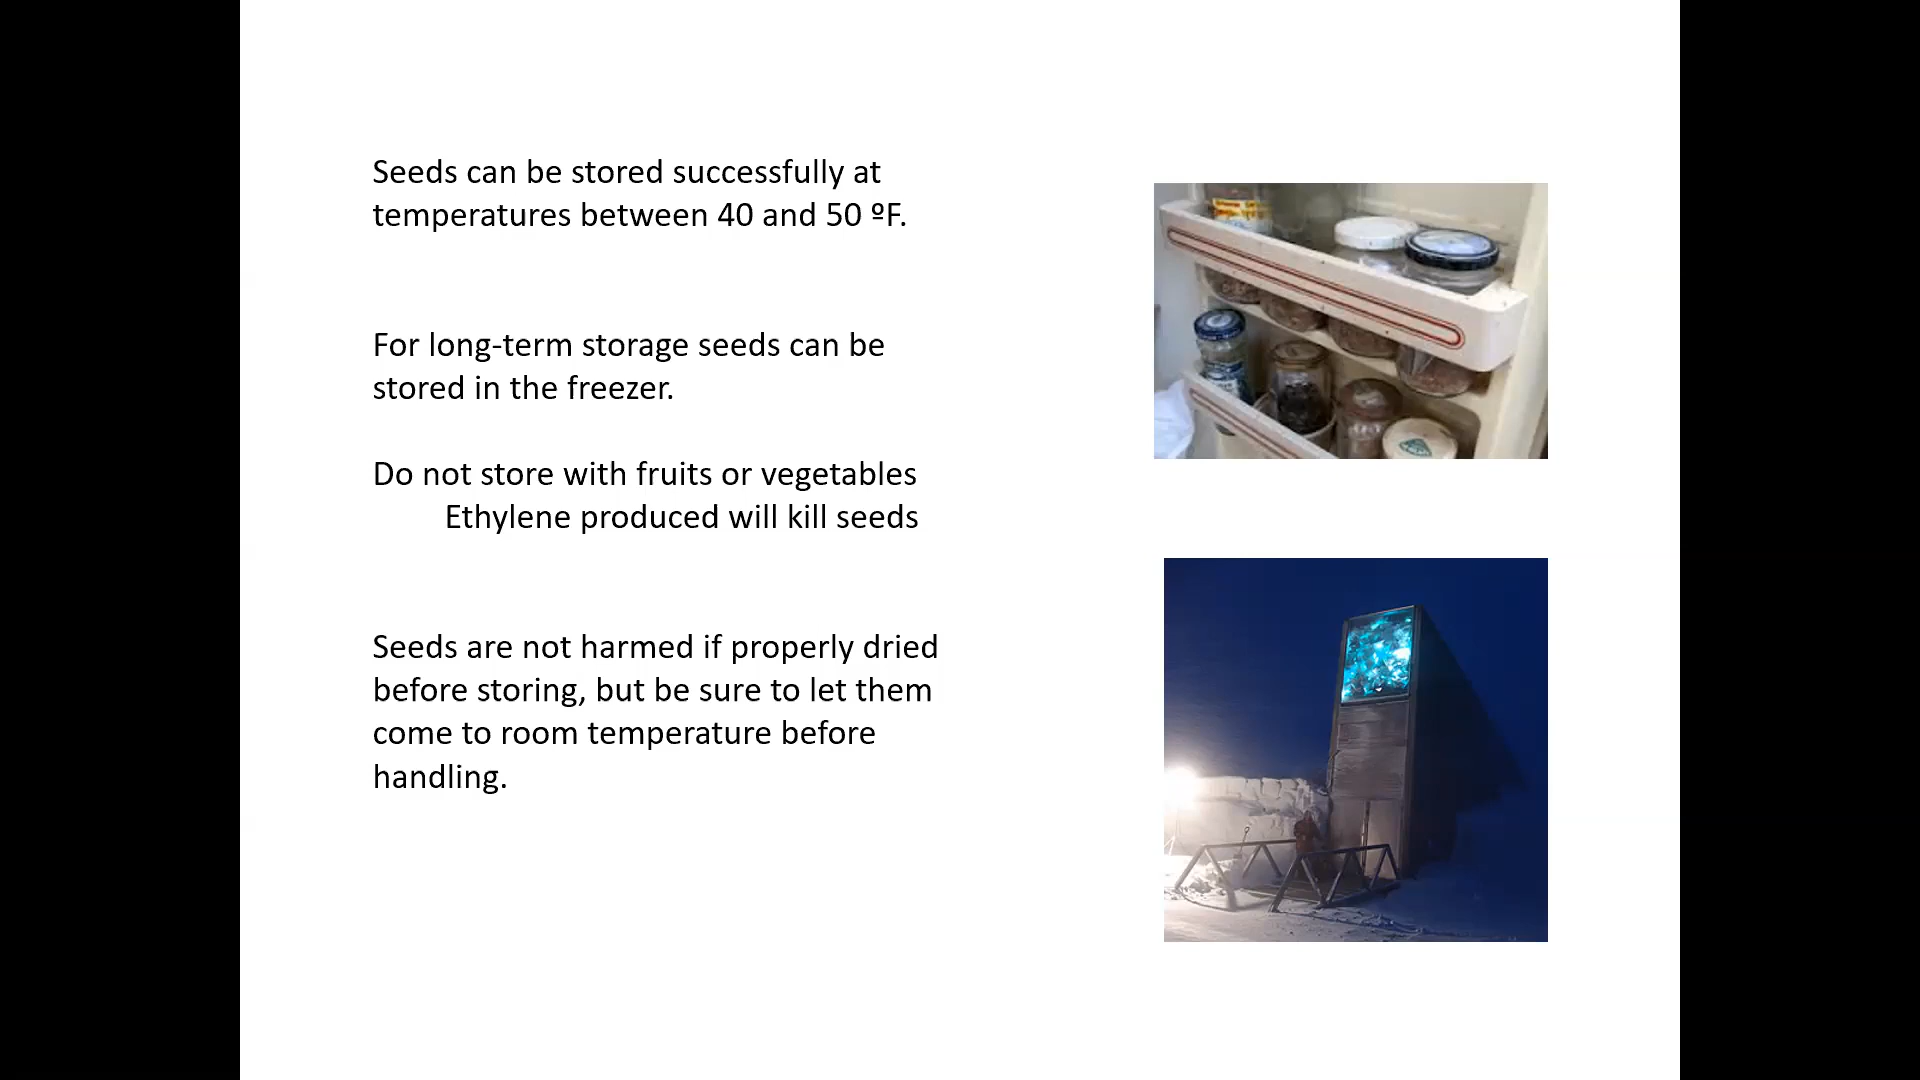 Seeds can be stored successfully at
temperatures between 40 and 50 ºF.
For long-term storage seeds can be
stored in the freezer.
Do not store with fruits or vegetables
Ethylene produced will kill seeds
Seeds are not harmed if properly dried
before storing, but be sure to let them
come to room temperature before
handling.